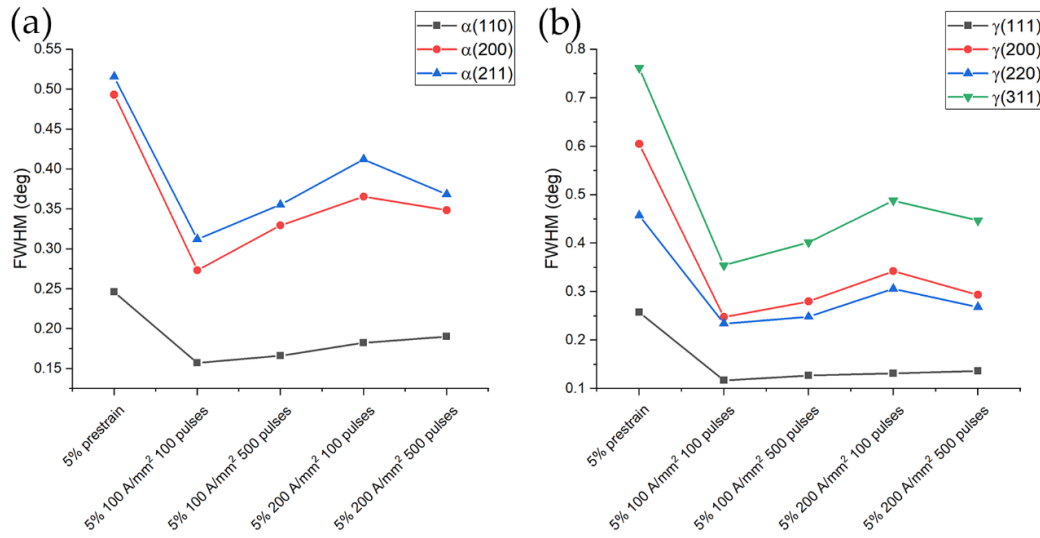 (a)
α(110)
α(200)
α(211)
0.55
0.50
0.45
0.40
0.35
0.30
0.25
0.20
0.15
FWHM (deg)
5% prestrain
5% 100 A/mm² 100 pulses
5% 100 A/mm² 500 pulses
5% 200 A/mm² 100 pulses
5% 200 A/mm² 500 pulses
(b)
γ(111)
γ(200)
γ(220)
γ(311)
0.8
0.7
0.6
0.5
0.4
0.3
0.2
0.1
FWHM (deg)
5% prestrain
5% 100 A/mm² 100 pulses
5% 100 A/mm² 500 pulses
5% 200 A/mm² 100 pulses
5% 200 A/mm² 500 pulses